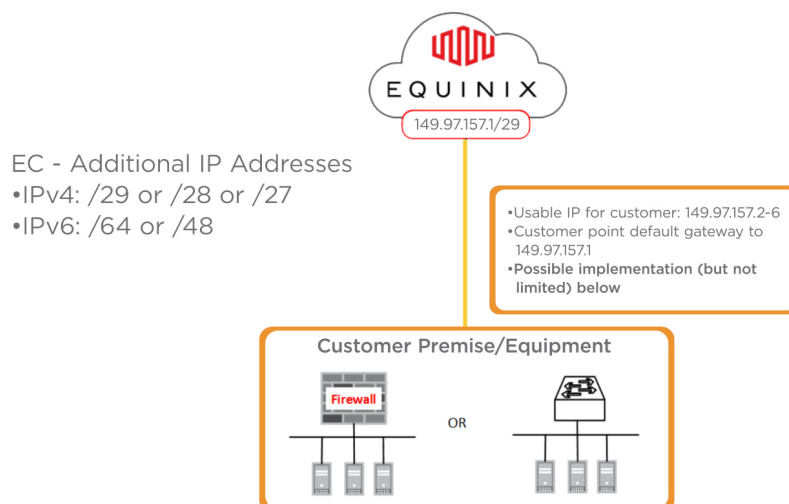 EQUINIX
149.97.157.1/29
EC - Additional IP Addresses
•IPv4: /29 or /28 or /27
•IPv6: /64 or /48
•Usable IP for customer: 149.97.157.2-6
•Customer point default gateway to
149.97.157.1
•Possible implementation (but not
limited) below
Customer Premise/Equipment
Firewall
OR